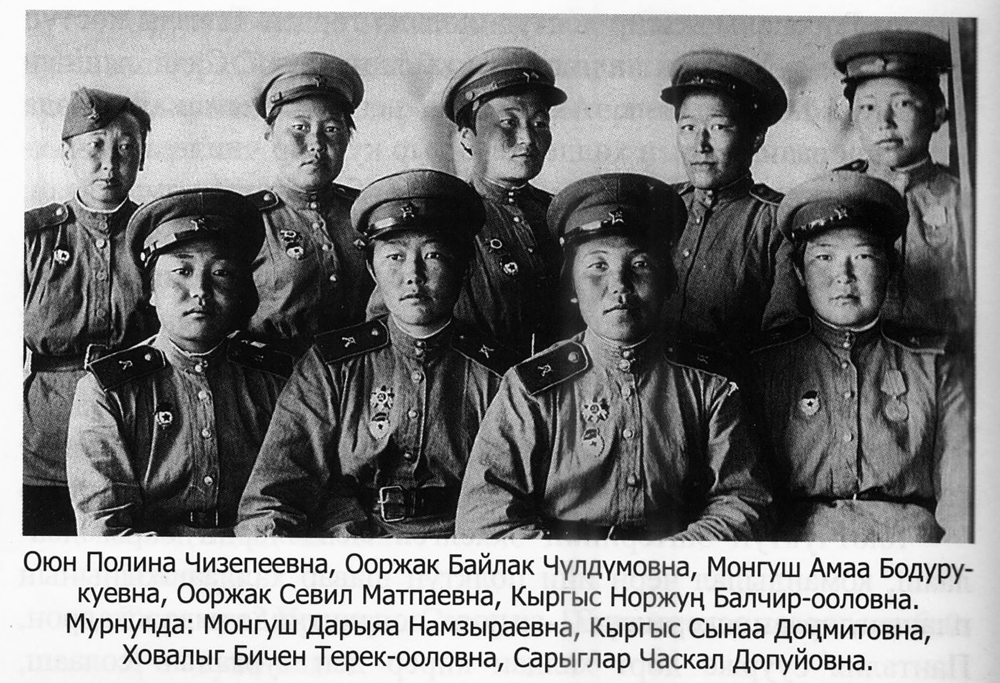 Оюн Полина Чизепеевна, Ооржак Байлак Чүлдүмовна, Монгуш Амаа Бодуру-
куевна, Ооржак Севил Матпаевна, Кыргыс Норжуң Балчир-ооловна.
Мурнунда: Монгуш Дарыяа Намзыраевна, Кыргыс Сынаа Доңмитовна,
Ховалыг Бичен Терек-ооловна, Сарыглар Часкал Допуйовна.